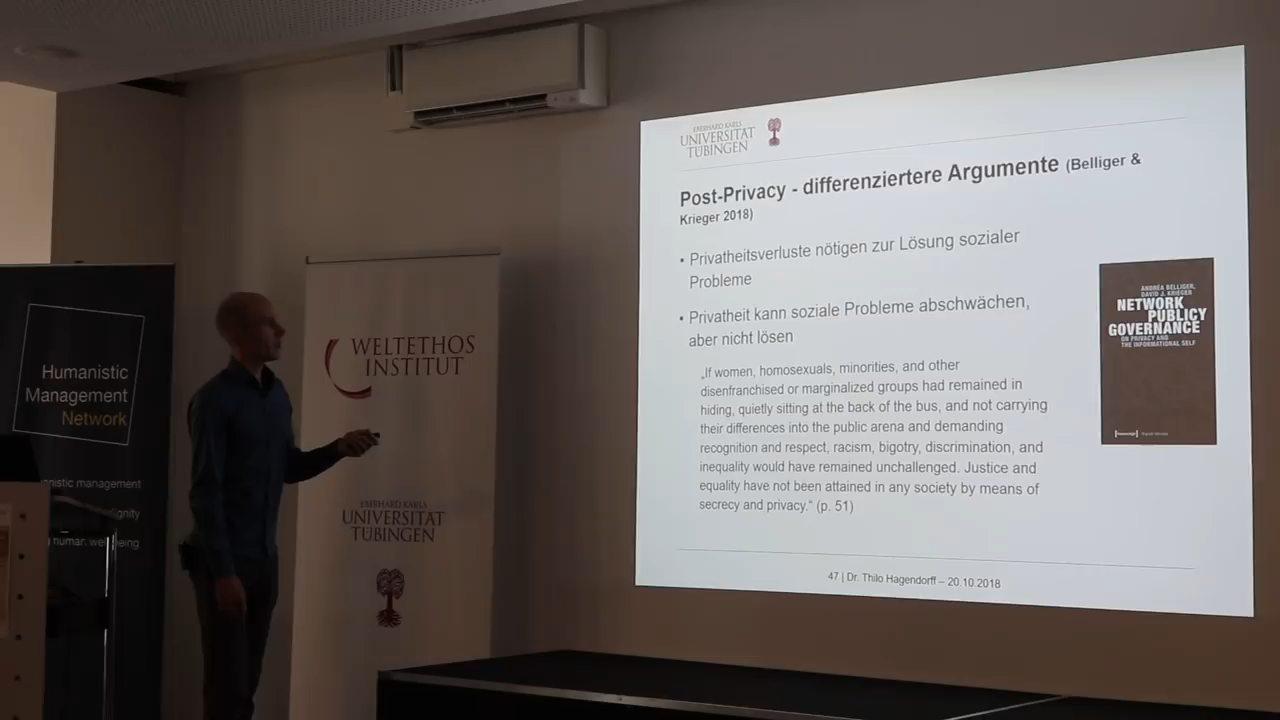 EBERHARD KARLS
UNIVERSITÄT
TÜBINGEN
Post-Privacy - differenziertere Argumente (Belliger &
Krieger 2018)
• Privatheitsverluste nötigen zur Lösung sozialer
Probleme
• Privatheit kann soziale Probleme abschwächen,
aber nicht lösen
„If women, homosexuals, minorities, and other
disenfranchised or marginalized groups had remained in
hiding, quietly sitting at the back of the bus, and not carrying
their differences into the public arena and demanding
recognition and respect, racism, bigotry, discrimination, and
inequality would have remained unchallenged. Justice and
equality have not been attained in any society by means of
secrecy and privacy.“ (p. 51)
47 | Dr. Thilo Hagendorff – 20.10.2018
ANDRÉA BELLIGER,
DAVID J. KRIEGER
NETWORK
PUBLICY
GOVERNANCE
ON PRIVACY AND
THE INFORMATIONAL SELF
WELTETHOS
INSTITUT
EBERHARD KARLS
UNIVERSITÄT
TÜBINGEN
Humanistic
Management
Network
management